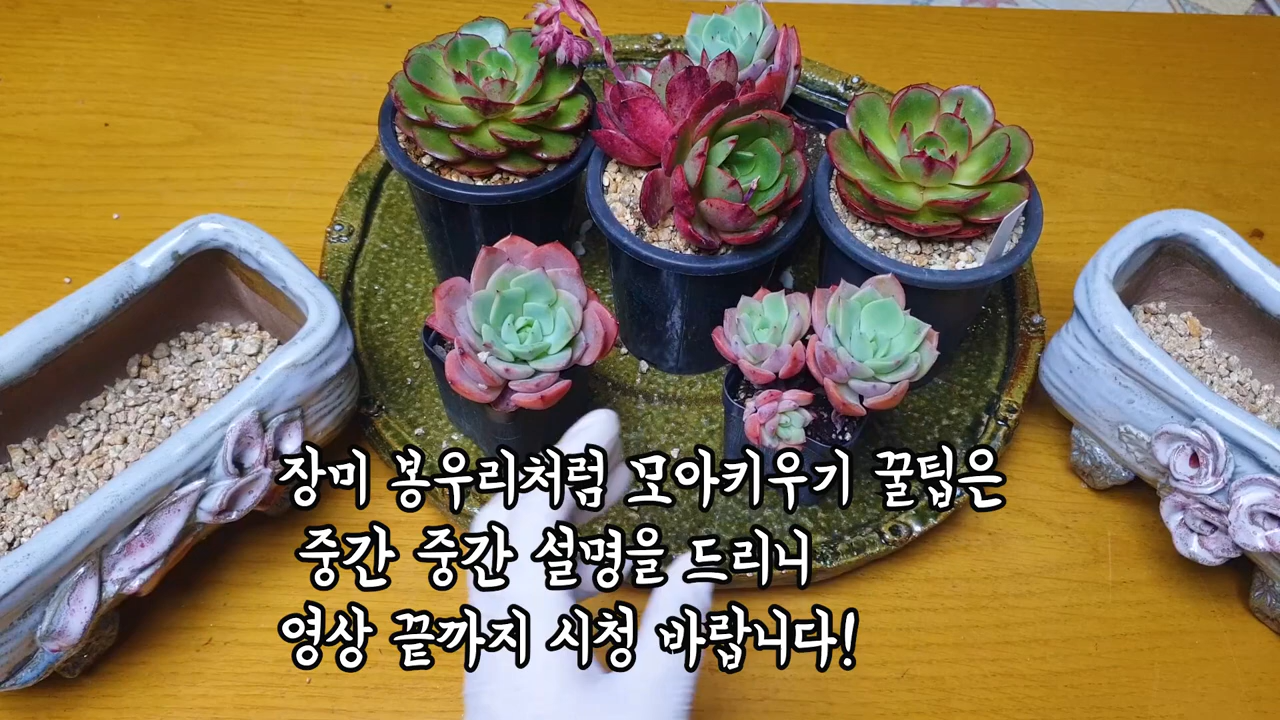 장미 봉우리처럼 모아키우기 꿀팁은
중간 중간 설명을 드리니
영상 끝까지 시청 바랍니다!